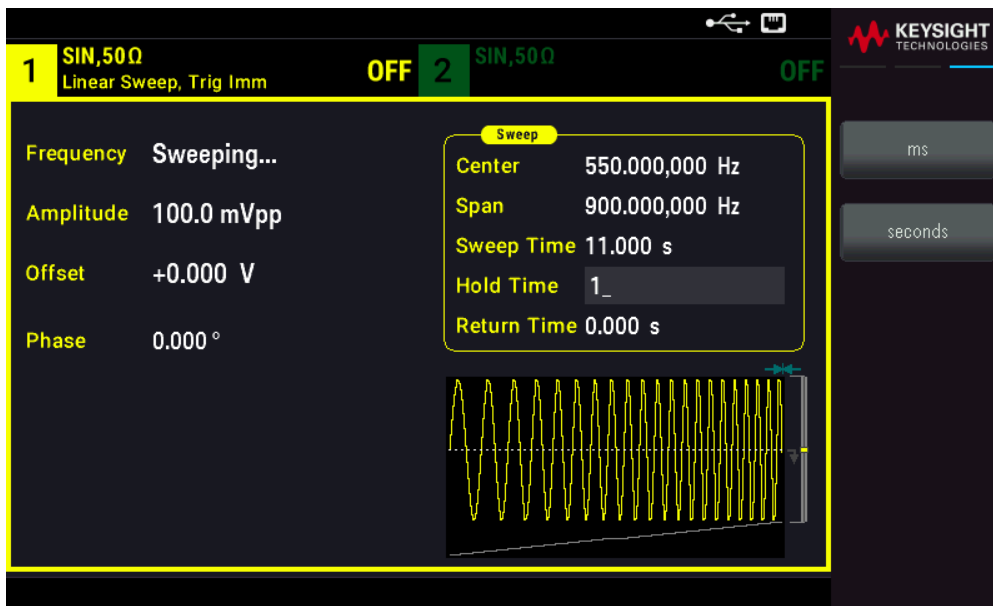 KEYSIGHT
TECHNOLOGIES
1 SIN,50Ω
Linear Sweep, Trig Imm OFF
2 SIN,50Ω
OFF
Frequency Sweeping...
Amplitude 100.0 mVpp
Offset +0.000 V
Phase 0.000 °
Sweep
Center 550.000,000 Hz
Span 900.000,000 Hz
Sweep Time 11.000 s
Hold Time 1_
Return Time 0.000 s
ms
seconds